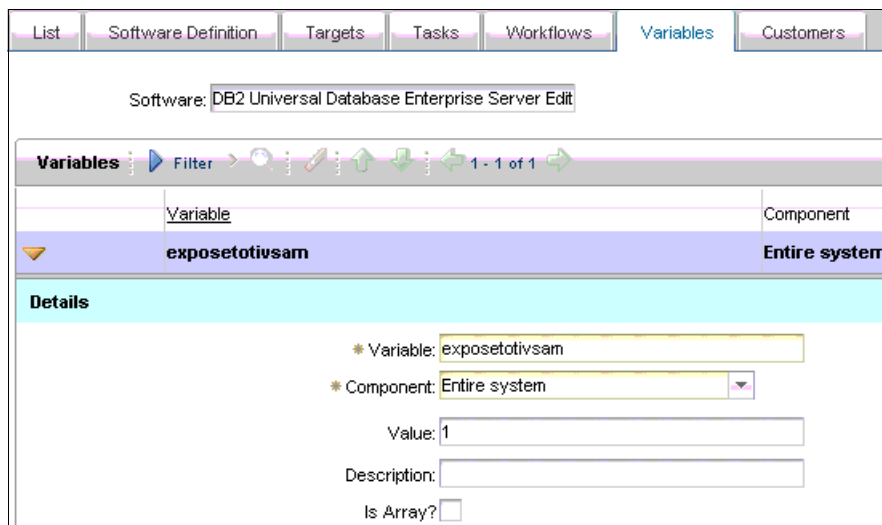 List Software Definition Targets Tasks Workflows Variables Customers
Software: DB2 Universal Database Enterprise Server Edit
Variables Filter 1 - 1 of 1
Variable Component
exposetotivsam Entire system
Details
Variable: exposetotivsam
Component: Entire system
Value: 1
Description:
Is Array?